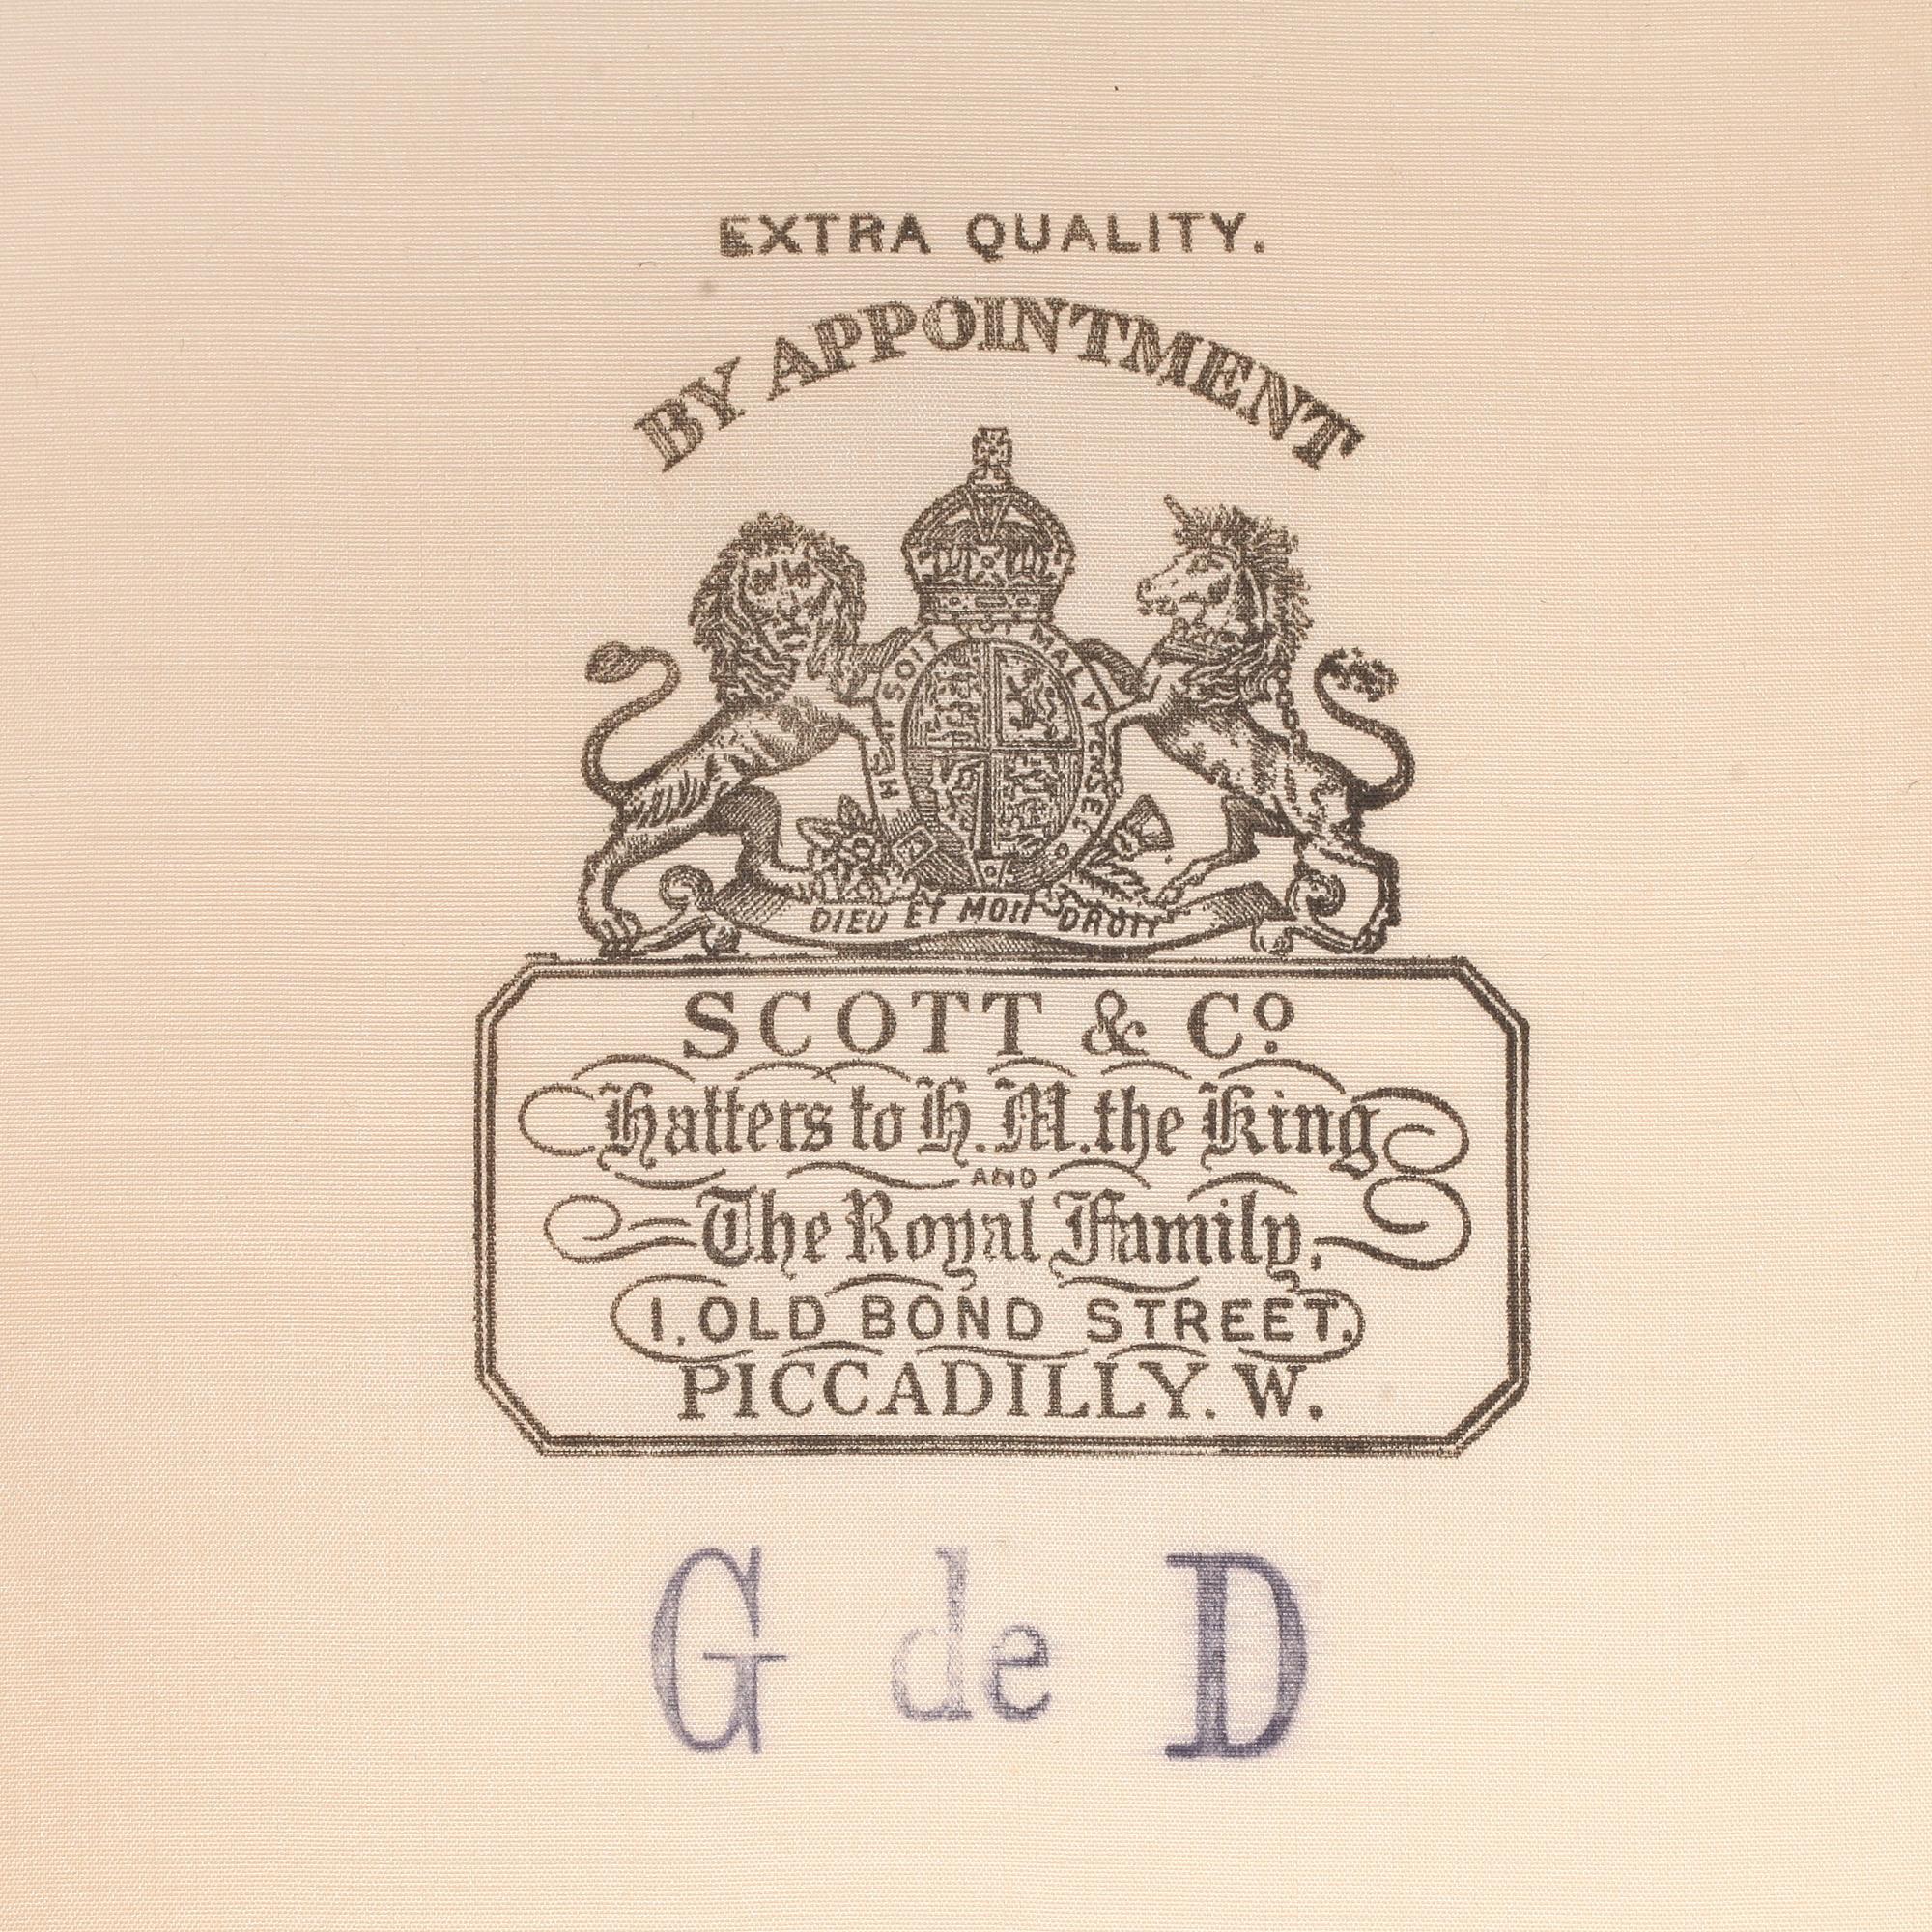 EXTRA QUALITY.
BY APPOINTMENT
HONI SOIT QUI MAL Y PENSE
DIEU ET MON DROIT
SCOTT & Cº
Hatters to H.M. the King
AND
The Royal Family,
1, OLD BOND STREET,
PICCADILLY. W.
G de D